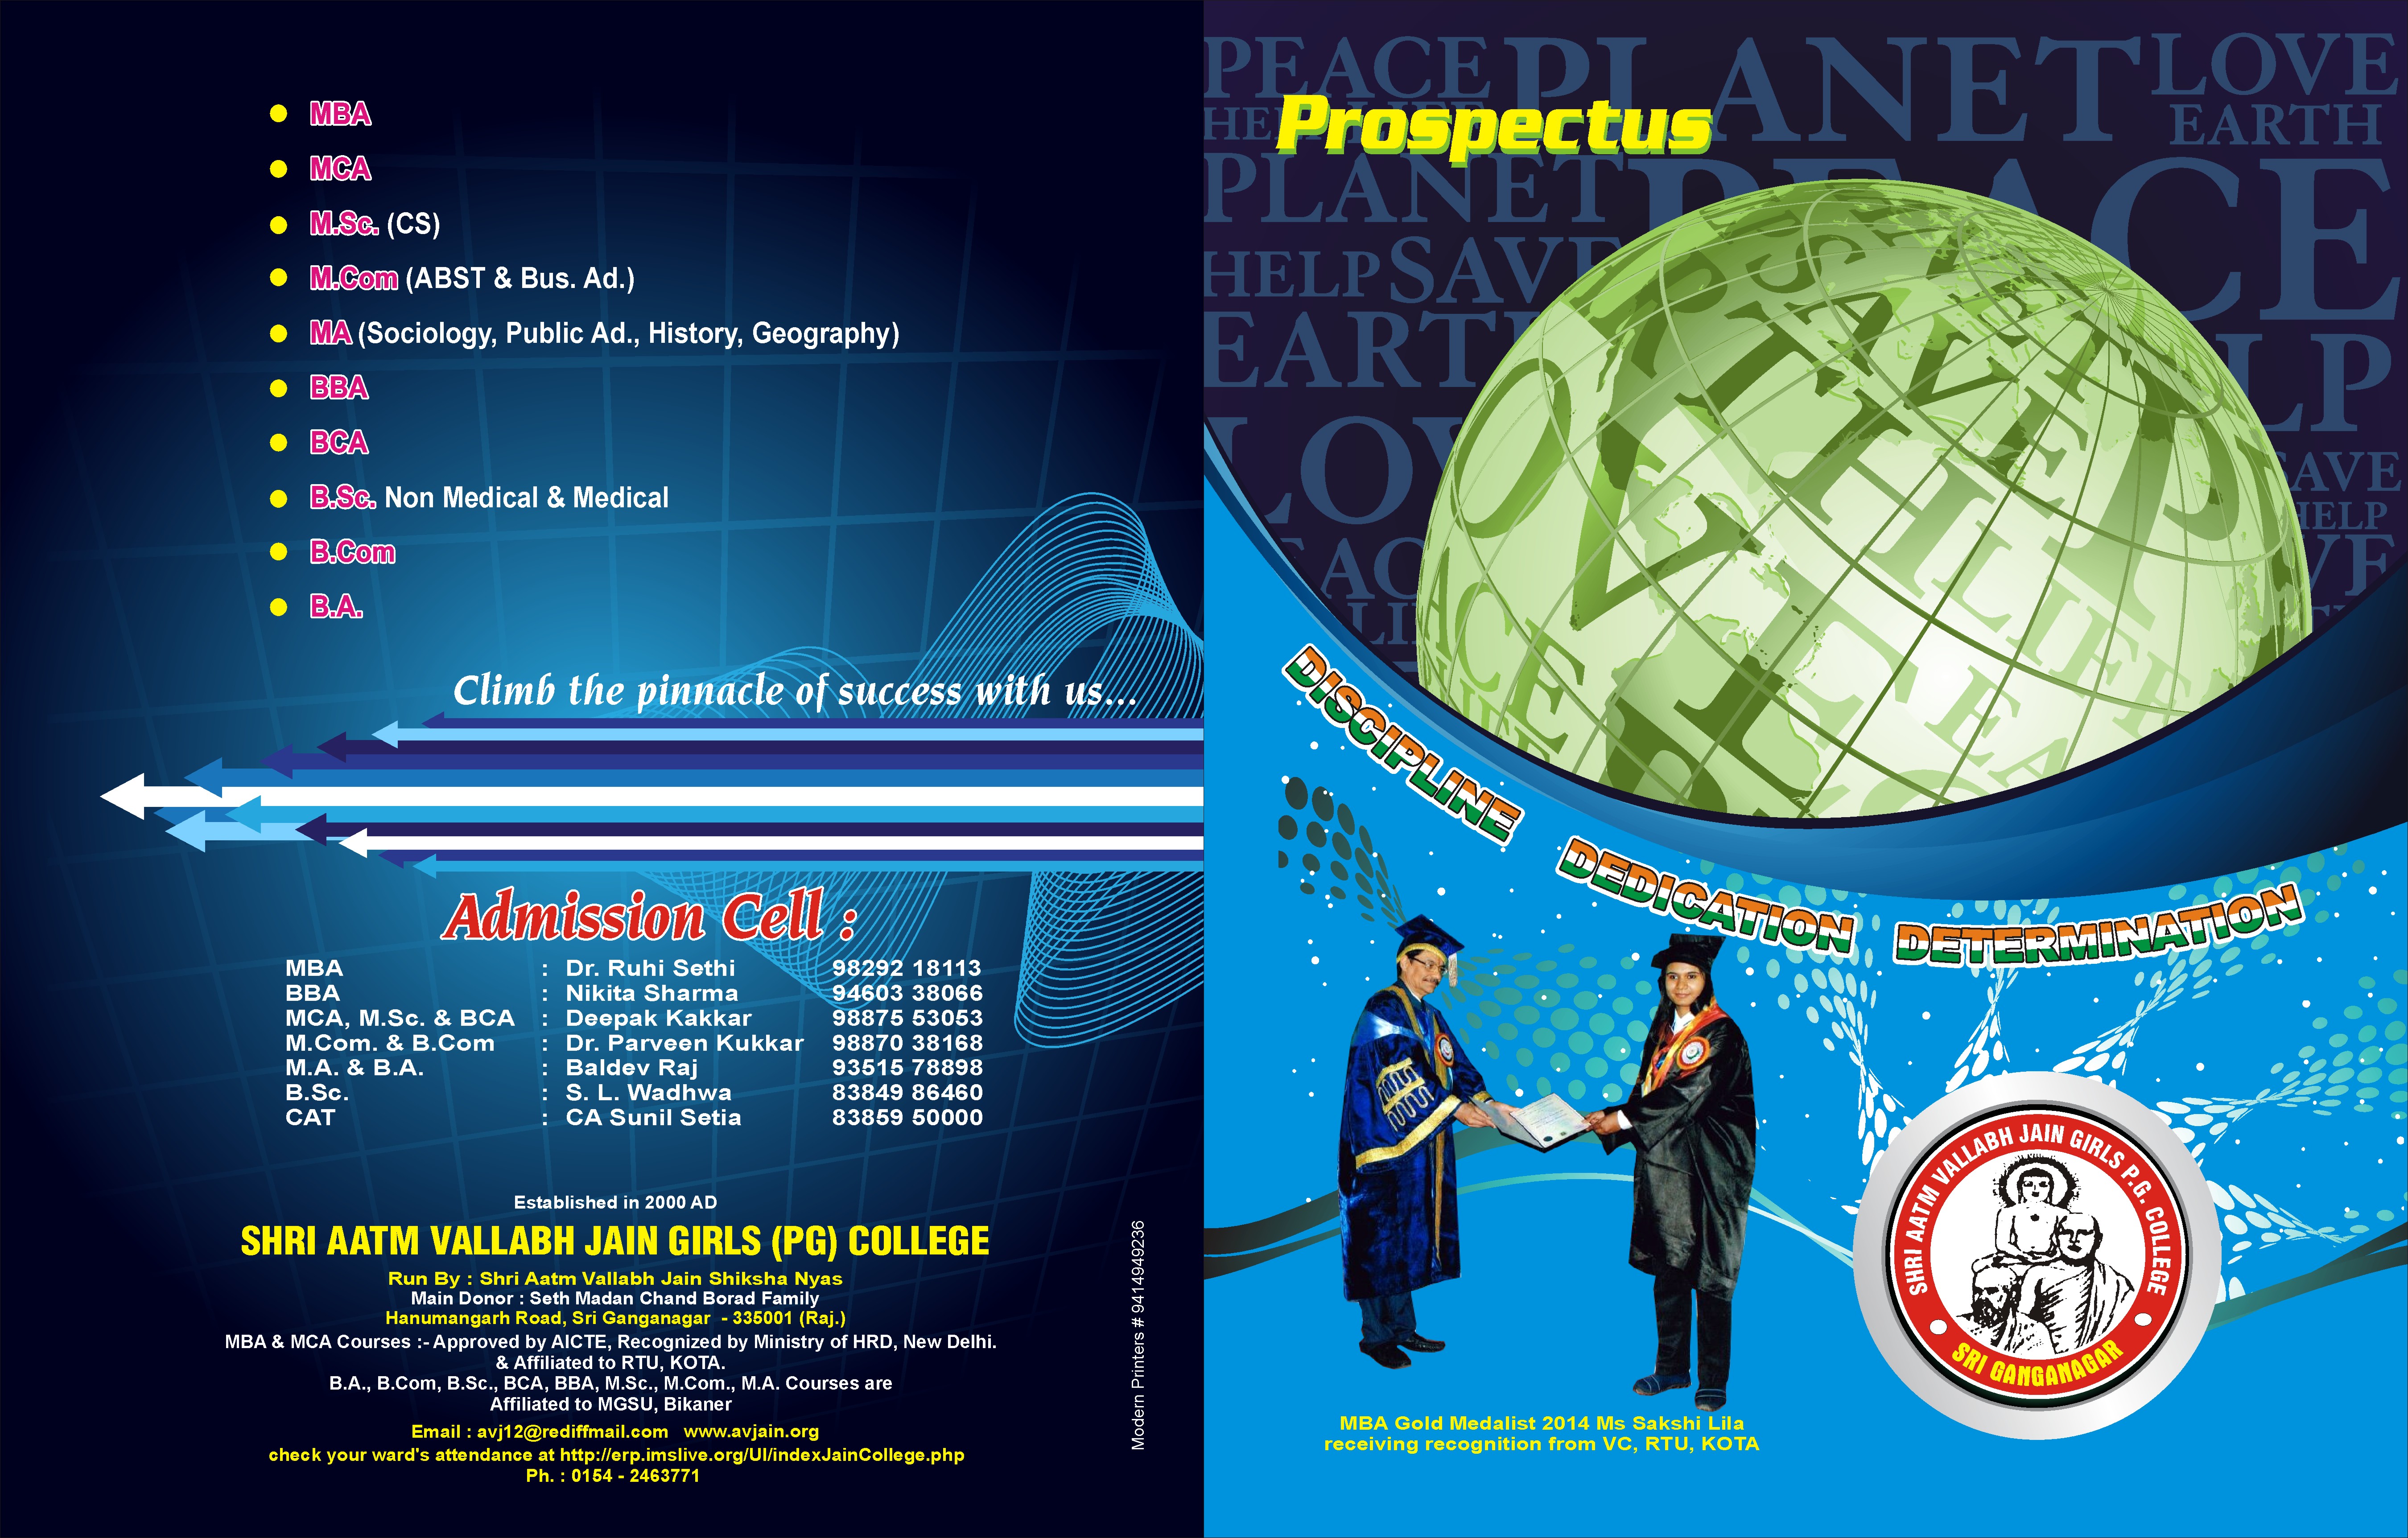 MBA
MCA
M.Sc. (CS)
M.Com (ABST & Bus. Ad.)
MA (Sociology, Public Ad., History, Geography)
BBA
BCA
B.Sc. Non Medical & Medical
B.Com
B.A.
Climb the pinnacle of success with us...
Admission Cell :
MBA : Dr. Ruhi Sethi 98292 18113
BBA : Nikita Sharma 94603 38066
MCA, M.Sc. & BCA : Deepak Kakkar 98875 53053
M.Com. & B.Com : Dr. Parveen Kukkar 98870 38168
M.A. & B.A. : Baldev Raj 93515 78898
B.Sc. : S. L. Wadhwa 83849 86460
CAT : CA Sunil Setia 83859 50000
Established in 2000 AD
SHRI AATM VALLABH JAIN GIRLS (PG) COLLEGE
Run By : Shri Aatm Vallabh Jain Shiksha Nyas
Main Donor : Seth Madan Chand Borad Family
Hanumangarh Road, Sri Ganganagar - 335001 (Raj.)
MBA & MCA Courses :- Approved by AICTE, Recognized by Ministry of HRD, New Delhi.
& Affiliated to RTU, KOTA.
B.A., B.Com, B.Sc., BCA, BBA, M.Sc., M.Com., M.A. Courses are
Affiliated to MGSU, Bikaner
Email : avj12@rediffmail.com www.avjain.org
check your ward's attendance at http://erp.imslive.org/UI/indexJainCollege.php
Ph. : 0154 - 2463771
Modern Printers # 9414949236
PEACE PLANET LOVE
EARTH
Prospectus
PLANET PEACE
HELP SAVE
EARTH
HELP
LOVE
SAVE
HELP
DISCIPLINE DEDICATION DETERMINATION
SHRI AATM VALLABH JAIN GIRLS P.G. COLLEGE
SRI GANGANAGAR
MBA Gold Medalist 2014 Ms Sakshi Lila
receiving recognition from VC, RTU, KOTA